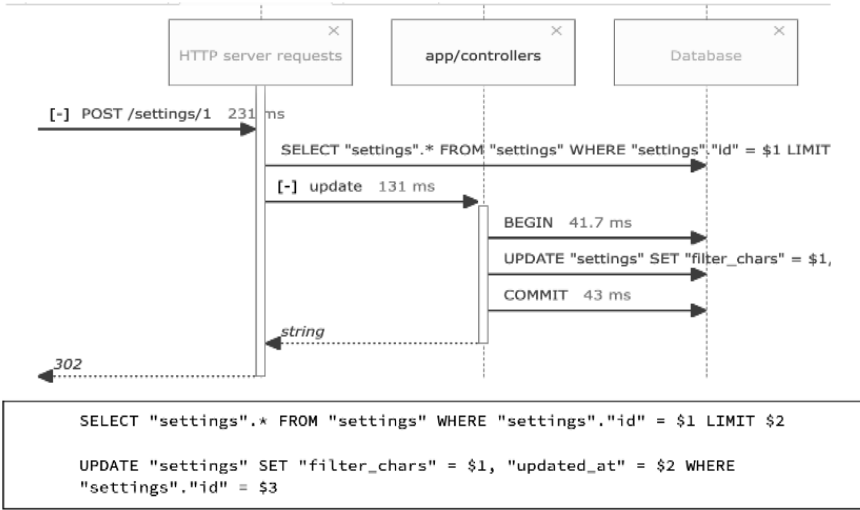 HTTP server requests
app/controllers
Database
[-] POST /settings/1 231 ms
SELECT "settings".* FROM "settings" WHERE "settings"."id" = $1 LIMIT
[-] update 131 ms
BEGIN 41.7 ms
UPDATE "settings" SET "filter_chars" = $1,
COMMIT 43 ms
string
302
SELECT "settings".* FROM "settings" WHERE "settings"."id" = $1 LIMIT $2
UPDATE "settings" SET "filter_chars" = $1, "updated_at" = $2 WHERE
"settings"."id" = $3